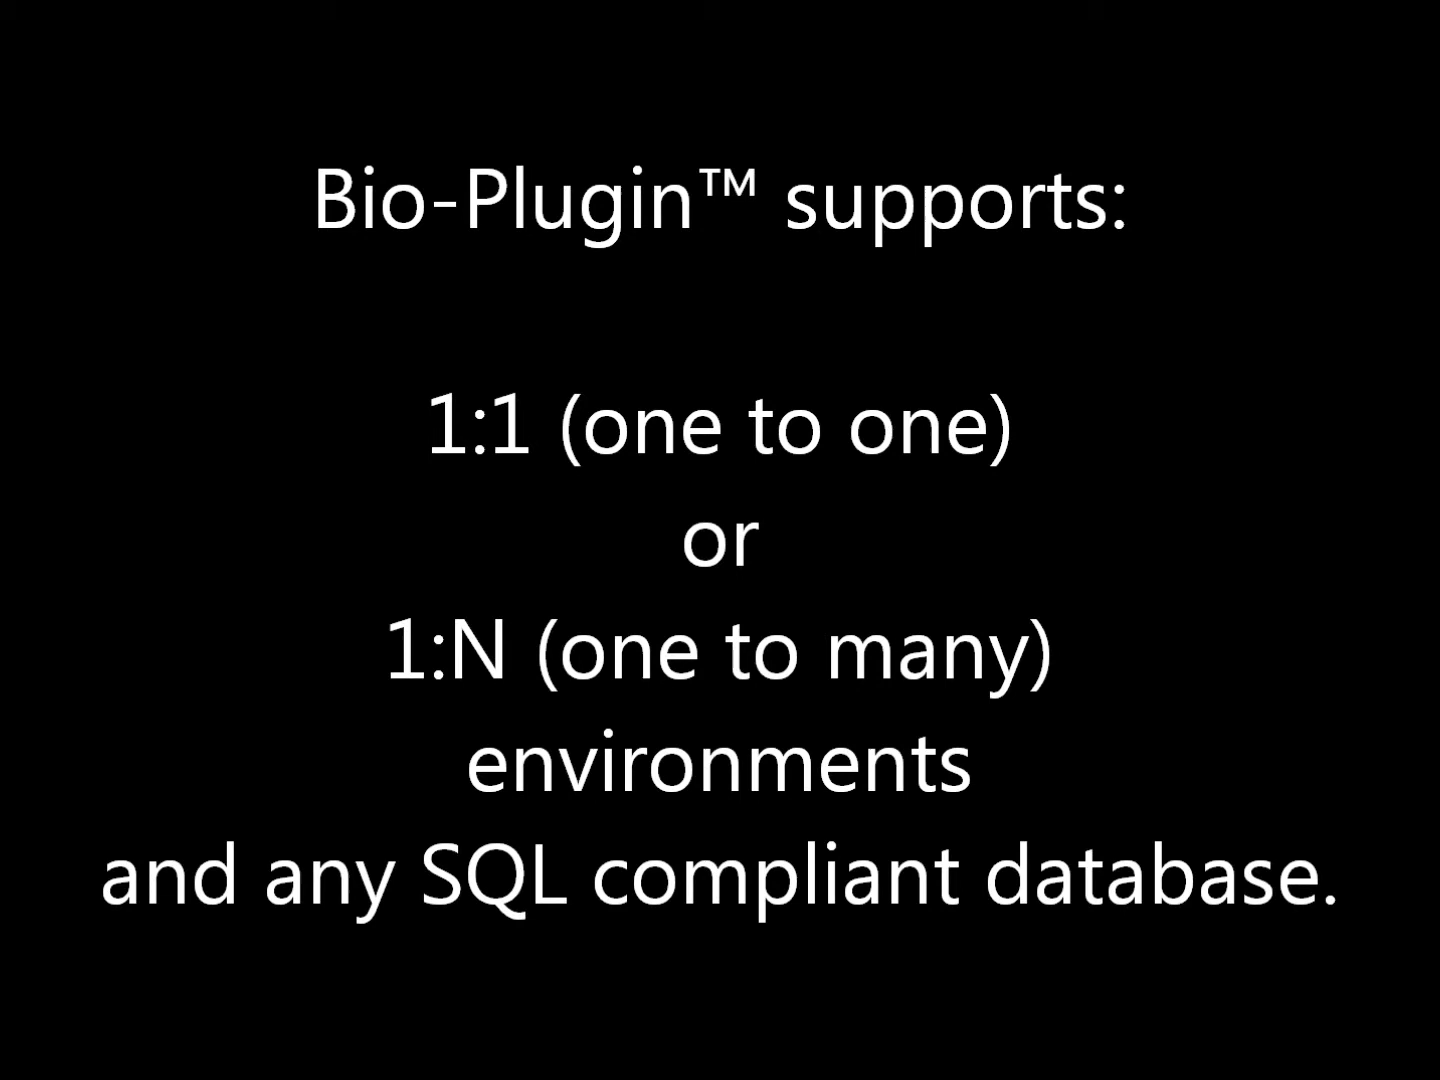 Bio-Plugin™ supports:
1:1 (one to one)
or
1:N (one to many)
environments
and any SQL compliant database.